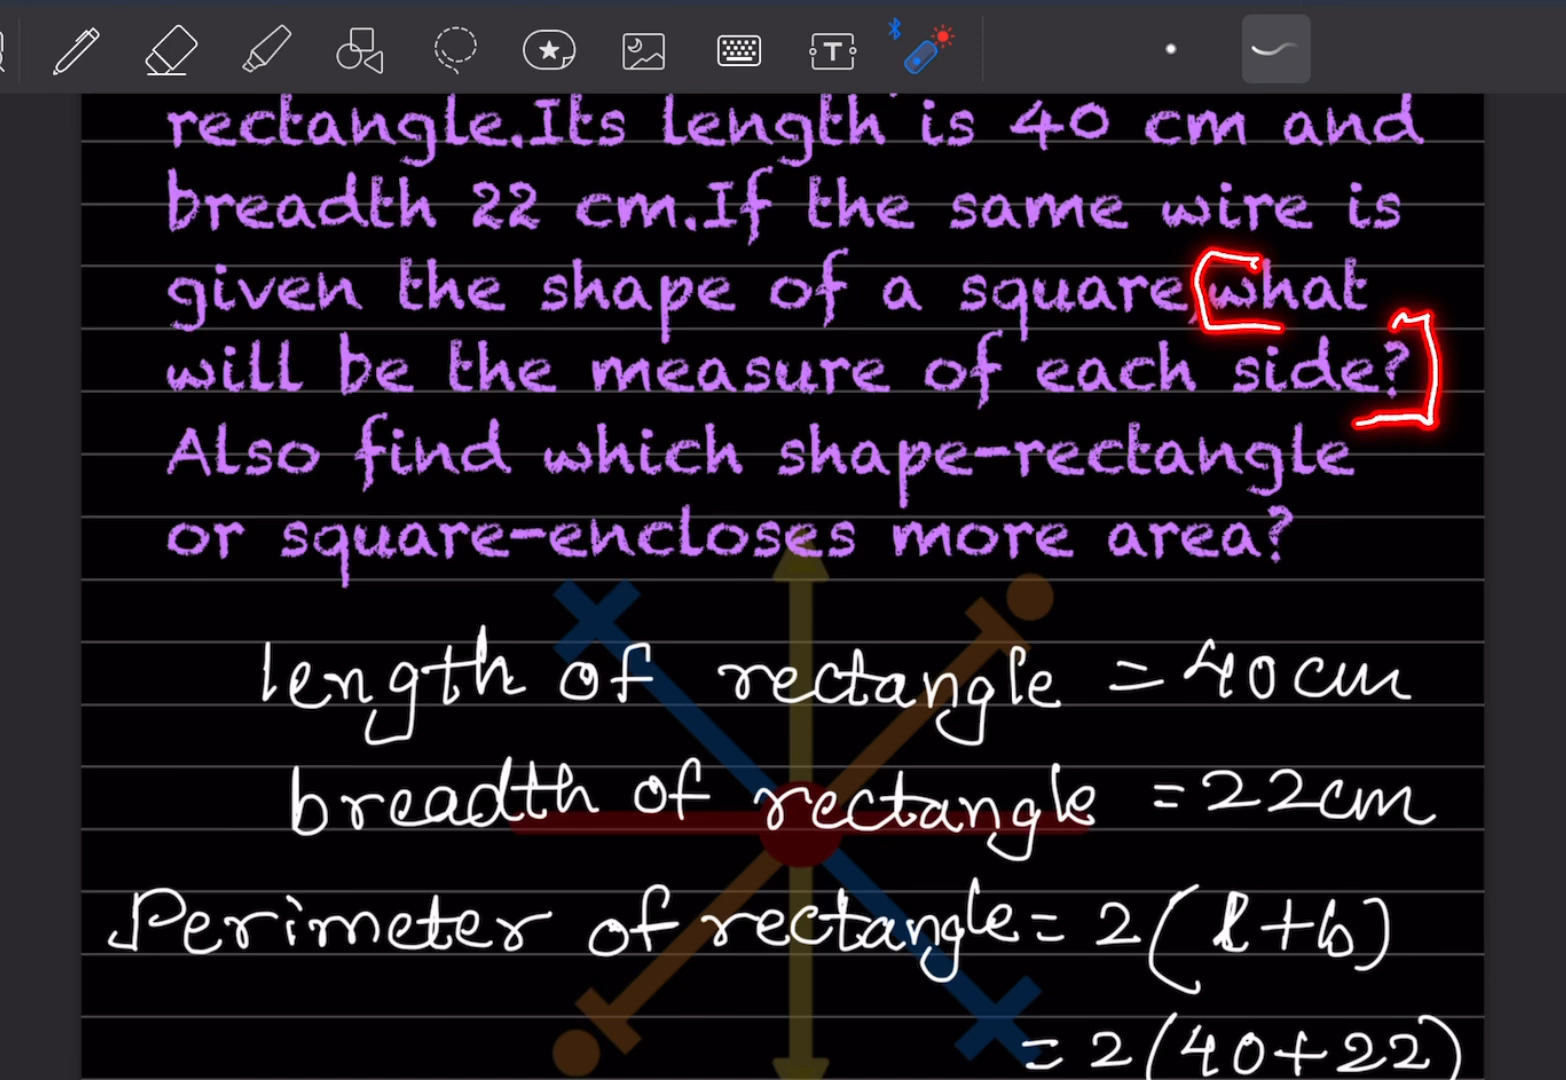 rectangle.Its length is 40 cm and
breadth 22 cm.If the same wire is
given the shape of a square,what
will be the measure of each side?
Also find which shape-rectangle
or square-encloses more area?
length of rectangle = 40cm
breadth of rectangle = 22cm
Perimeter of rectangle = 2(l+b)
= 2(40+22)